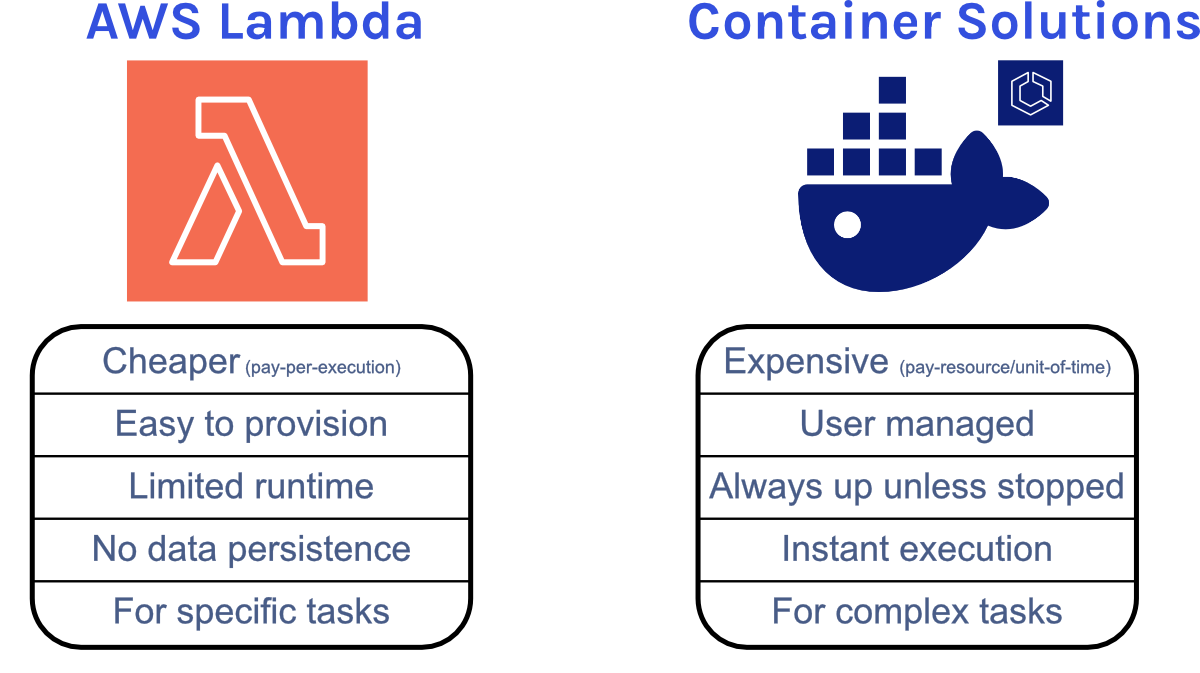 AWS Lambda
Container Solutions
Cheaper (pay-per-execution)
Easy to provision
Limited runtime
No data persistence
For specific tasks
Expensive (pay-resource/unit-of-time)
User managed
Always up unless stopped
Instant execution
For complex tasks